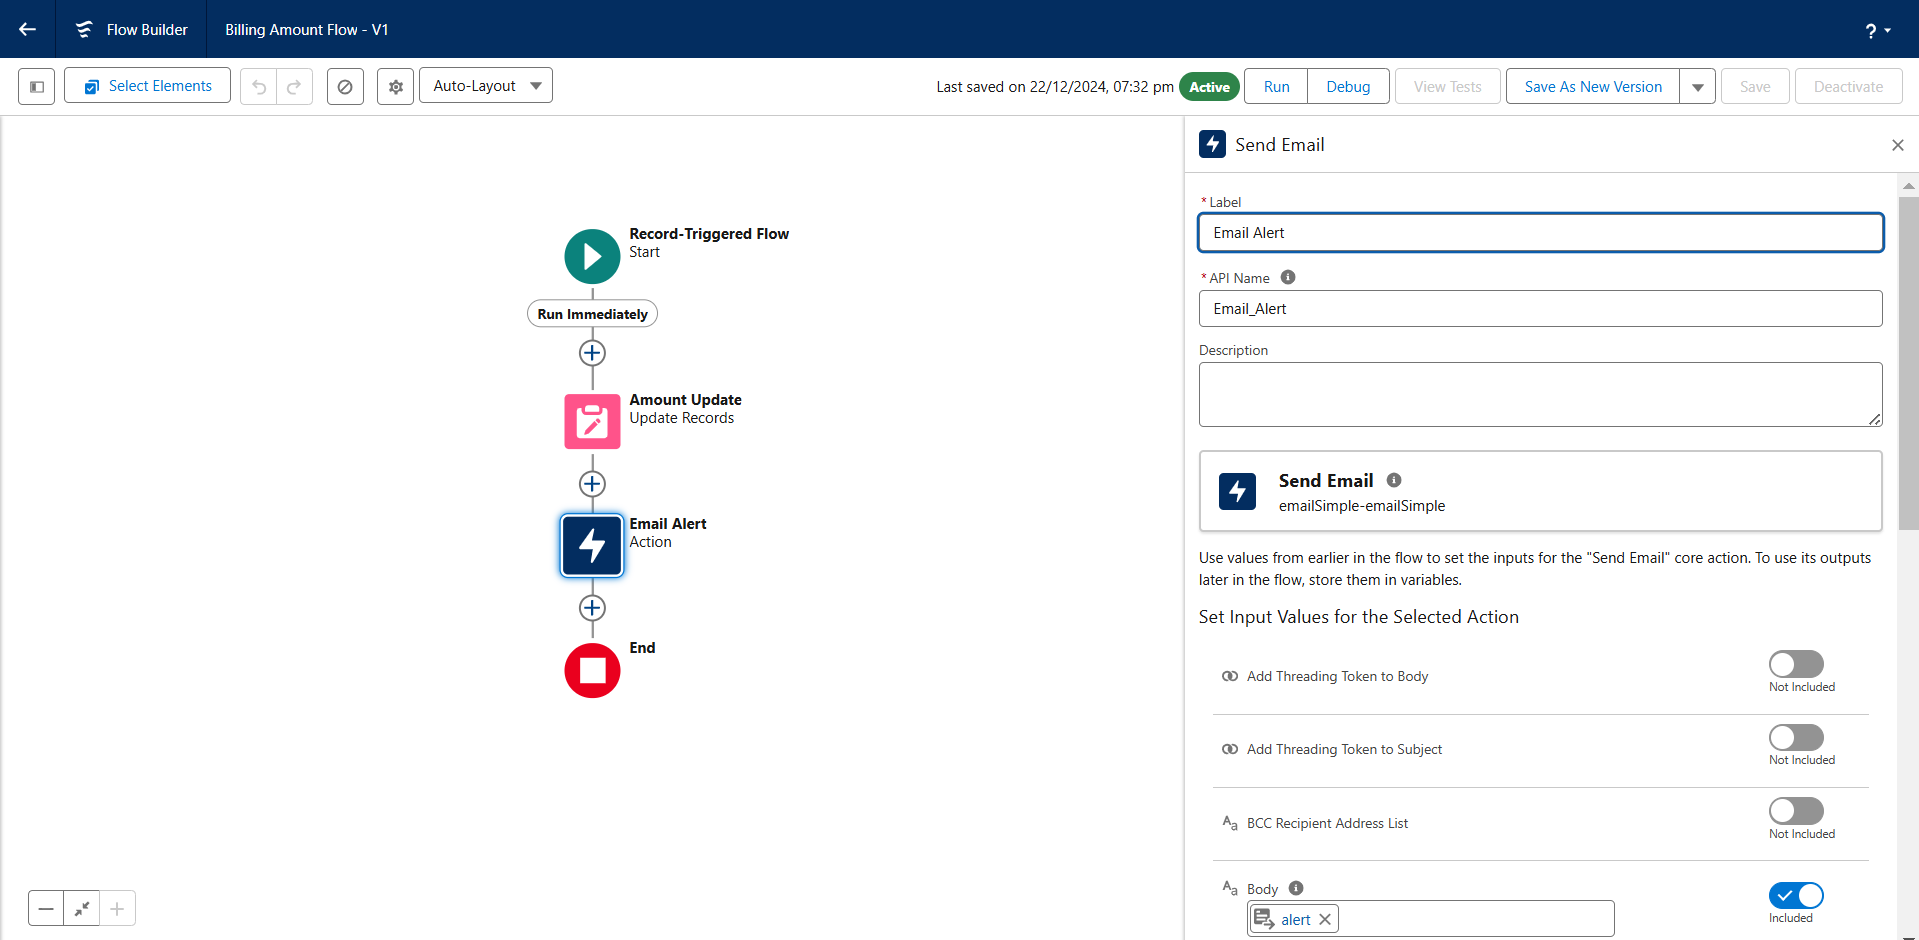 Flow Builder
Billing Amount Flow - V1
?
Select Elements
Auto-Layout
Last saved on 22/12/2024, 07:32 pm
Active
Run
Debug
View Tests
Save As New Version
Save
Deactivate
Record-Triggered Flow
Start
Run Immediately
Amount Update
Update Records
Email Alert
Action
End
Send Email
* Label
Email Alert
* API Name
Email_Alert
Description
Send Email
emailSimple-emailSimple
Use values from earlier in the flow to set the inputs for the "Send Email" core action. To use its outputs
later in the flow, store them in variables.
Set Input Values for the Selected Action
Add Threading Token to Body
Not Included
Add Threading Token to Subject
Not Included
Aa BCC Recipient Address List
Not Included
Aa Body
alert
Included